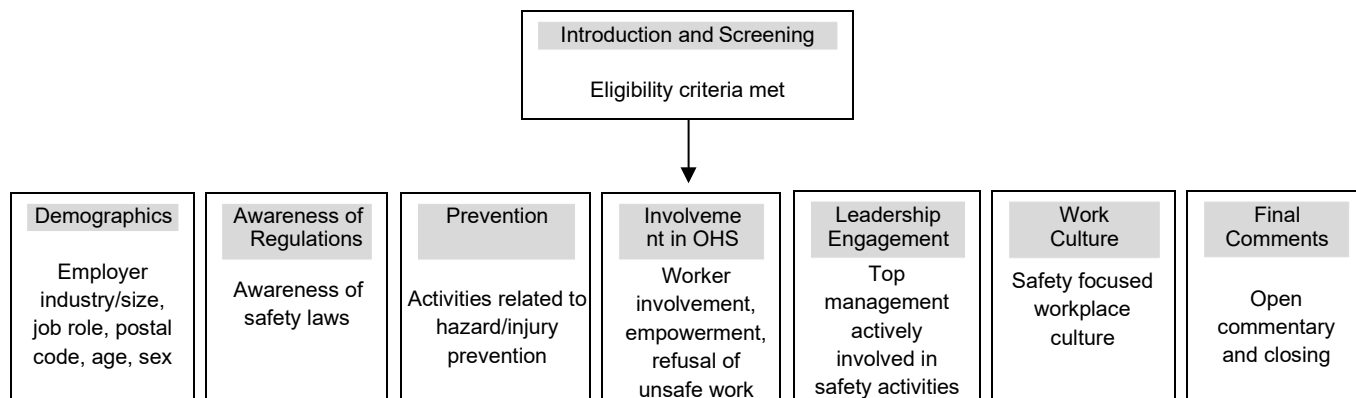 Introduction and Screening
Eligibility criteria met
Demographics
Employer
industry/size,
job role, postal
code, age, sex
Awareness of
Regulations
Awareness of
safety laws
Prevention
Activities related to
hazard/injury
prevention
Involveme
nt in OHS
Worker
involvement,
empowerment,
refusal of
unsafe work
Leadership
Engagement
Top
management
actively
involved in
safety activities
Work
Culture
Safety focused
workplace
culture
Final
Comments
Open
commentary
and closing